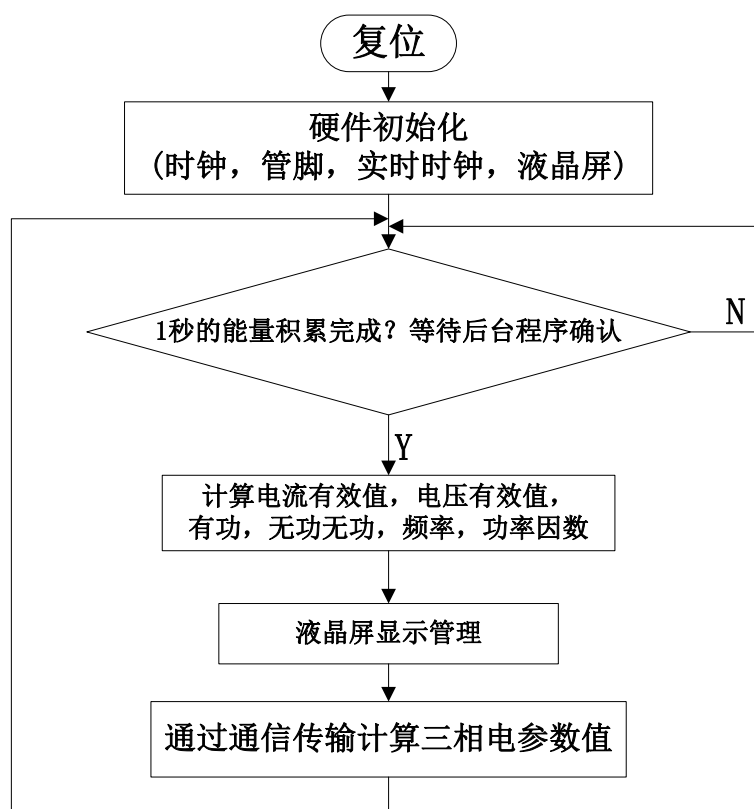 复位
硬件初始化
(时钟，管脚，实时时钟，液晶屏)
1秒的能量积累完成？等待后台程序确认
N
Y
计算电流有效值，电压有效值，
有功，无功无功，频率，功率因数
液晶屏显示管理
通过通信传输计算三相电参数值